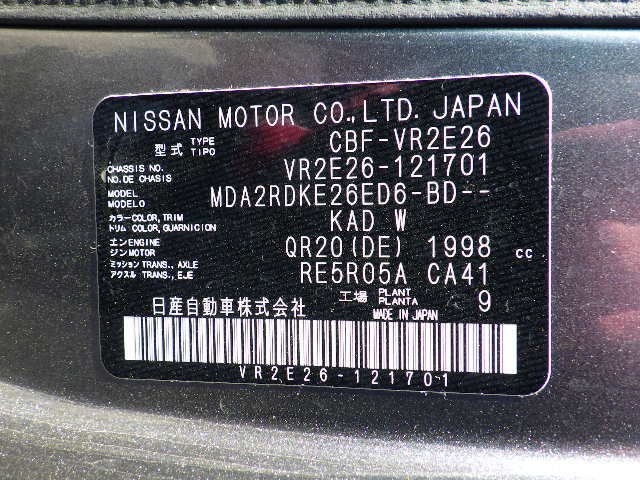 NISSAN MOTOR CO.,LTD. JAPAN
型式 TYPE TIPO CBF-VR2E26
CHASSIS NO. NO.DE CHASIS VR2E26-121701
MODEL MODELO MDA2RDKE26ED6-BD--
カラー COLOR, TRIM トリム COLOR, GUARNICION KAD W
エンジン ENGINE MOTOR QR20(DE) 1998 cc
ミッション TRANS., AXLE アクスル TRANS., EJE RE5R05A CA41
日産自動車株式会社 工場 PLANT PLANTA 9
MADE IN JAPAN
VR2E26-121701